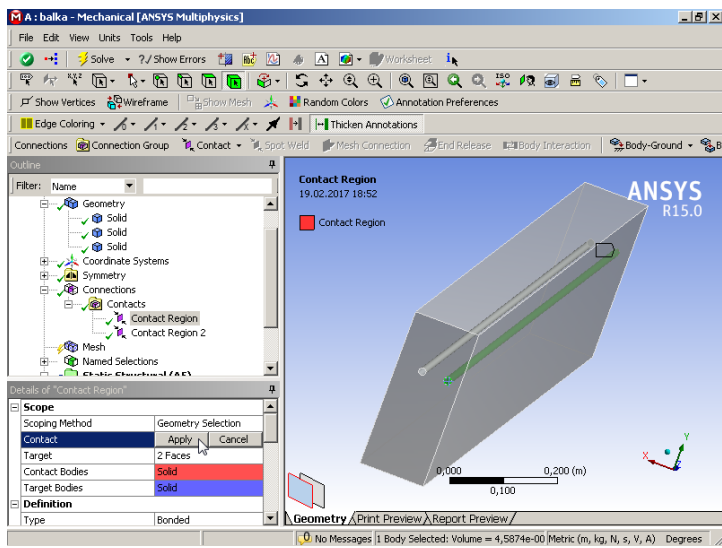 A : balka - Mechanical [ANSYS Multiphysics]
File Edit View Units Tools Help
Solve ?/ Show Errors Worksheet
Show Vertices Wireframe Show Mesh Random Colors Annotation Preferences
Edge Coloring Thicken Annotations
Connections Connection Group Contact Spot Weld Mesh Connection End Release Body Interaction Body-Ground B
Outline
Filter: Name
Geometry
Solid
Solid
Solid
Coordinate Systems
Symmetry
Connections
Contacts
Contact Region
Contact Region 2
Mesh
Named Selections
Static Structural (A5)
Details of "Contact Region"
Scope
Scoping Method Geometry Selection
Contact Apply Cancel
Target 2 Faces
Contact Bodies Solid
Target Bodies Solid
Definition
Type Bonded
Contact Region
19.02.2017 18:52
Contact Region
ANSYS
R15.0
0,000 0,200 (m)
0,100
Y
X
Z
Geometry Print Preview Report Preview
No Messages 1 Body Selected: Volume = 4,5874e-00 Metric (m, kg, N, s, V, A) Degrees